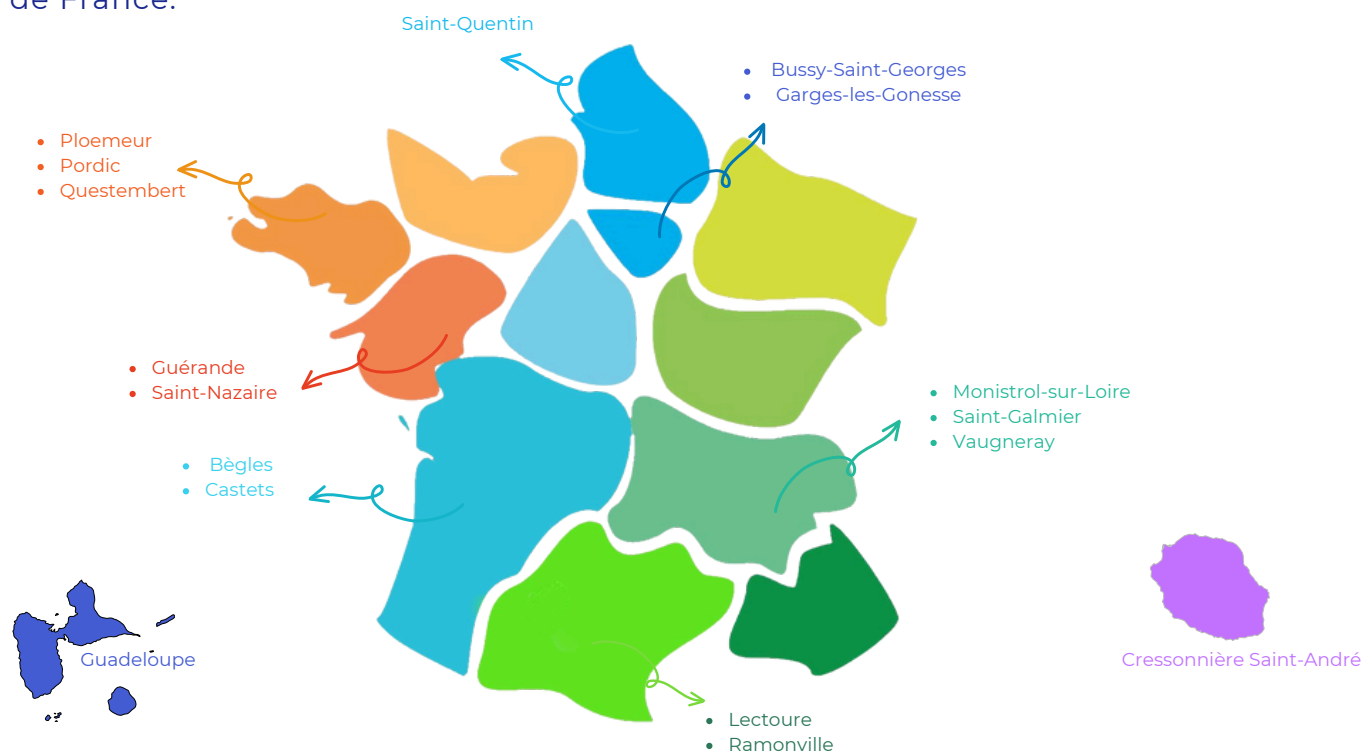 de France.
Saint-Quentin
• Bussy-Saint-Georges
• Garges-les-Gonesse
• Ploemeur
• Pordic
• Questembert
• Guérande
• Saint-Nazaire
• Monistrol-sur-Loire
• Saint-Galmier
• Vaugneray
• Bègles
• Castets
Guadeloupe
Cressonnière Saint-André
• Lectoure
• Ramonville